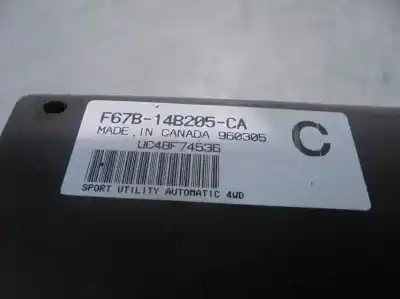 F67B-14B205-CA
MADE IN CANADA 960305
C
UC4BF74536
SPORT UTILITY AUTOMATIC 4WD